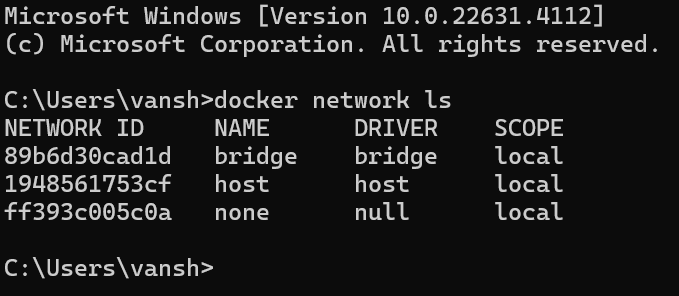 Microsoft Windows [Version 10.0.22631.4112]
(c) Microsoft Corporation. All rights reserved.
C:\Users\vansh>docker network ls
NETWORK ID     NAME      DRIVER    SCOPE
89b6d30cad1d   bridge    bridge    local
1948561753cf   host      host      local
ff393c005c0a   none      null      local
C:\Users\vansh>